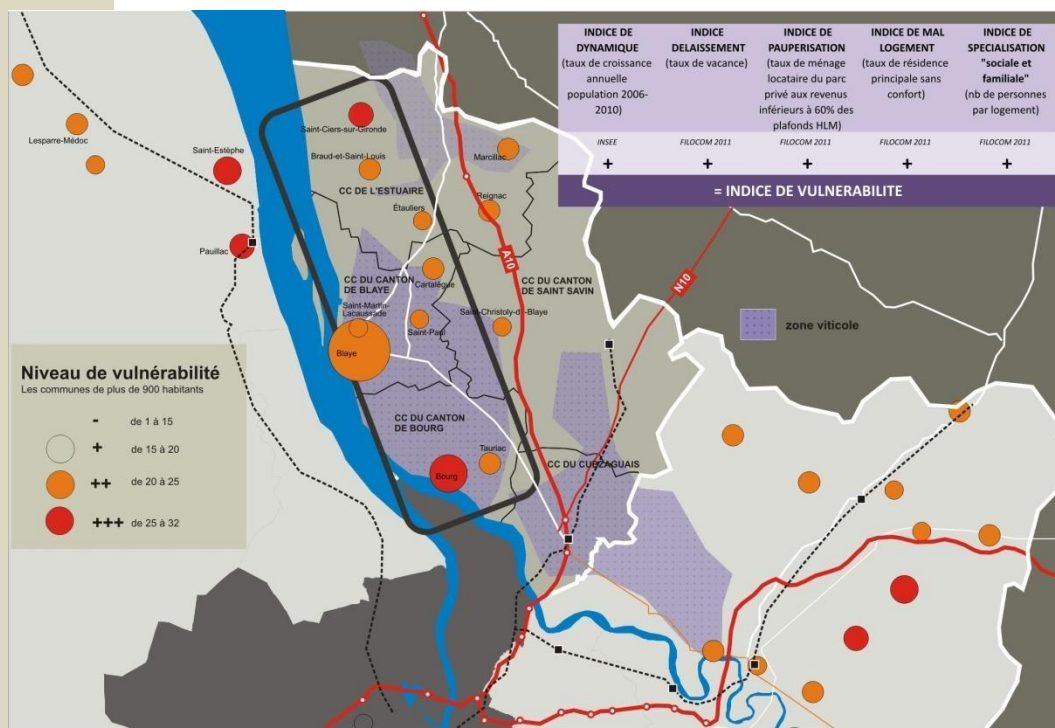 INDICE DE
DYNAMIQUE
(taux de croissance
annuelle
population 2006-
2010)
INDICE
DELAISSEMENT
(taux de vacance)
INDICE DE
PAUPERISATION
(taux de ménage
locataire du parc
privé aux revenus
inférieurs à 60% des
plafonds HLM)
INDICE DE MAL
LOGEMENT
(taux de résidence
principale sans
confort)
INDICE DE
SPECIALISATION
"sociale et
familiale"
(nb de personnes
par logement)
INSEE
FILOCOM 2011
FILOCOM 2011
FILOCOM 2011
FILOCOM 2011
+ + + + +
= INDICE DE VULNERABILITE
Lesparre-Médoc
Saint-Estèphe
Pauillac
Saint-Ciers-sur-Gironde
Braud-et-Saint-Louis
Marcillac
CC DE L'ESTUAIRE
Reignac
Étauliers
A10
N10
CC DU CANTON
DE BLAYE
Cartalègue
CC DU CANTON
DE SAINT SAVIN
Saint-Martin-
Lacaussade
Saint-Paul
Saint-Christoly-de-Blaye
Blaye
zone viticole
CC DU CANTON
DE BOURG
Tauriac
Bourg
CC DU CUBZAGUAIS
Niveau de vulnérabilité
Les communes de plus de 900 habitants
- de 1 à 15
+ de 15 à 20
++ de 20 à 25
+++ de 25 à 32